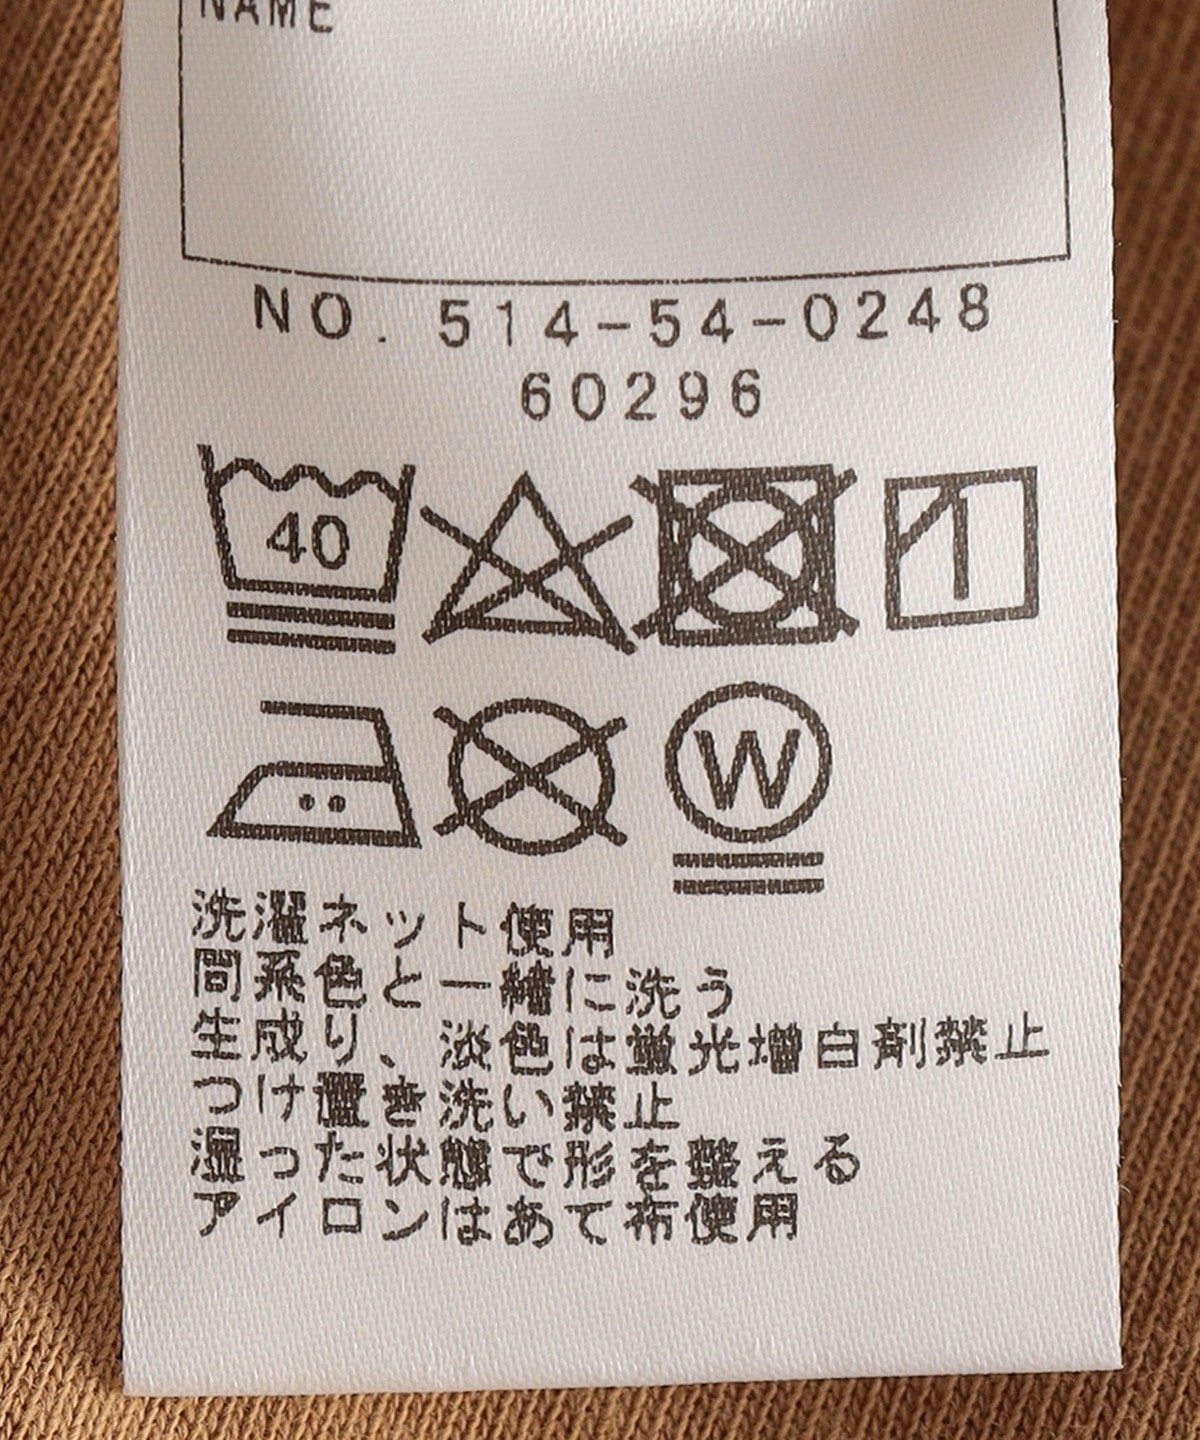 NAME
NO. 514-54-0248
60296
40
W
洗濯ネット使用
同系色と一緒に洗う
生成り、淡色は蛍光増白剤禁止
つけ置き洗い禁止
湿った状態で形を整える
アイロンはあて布使用